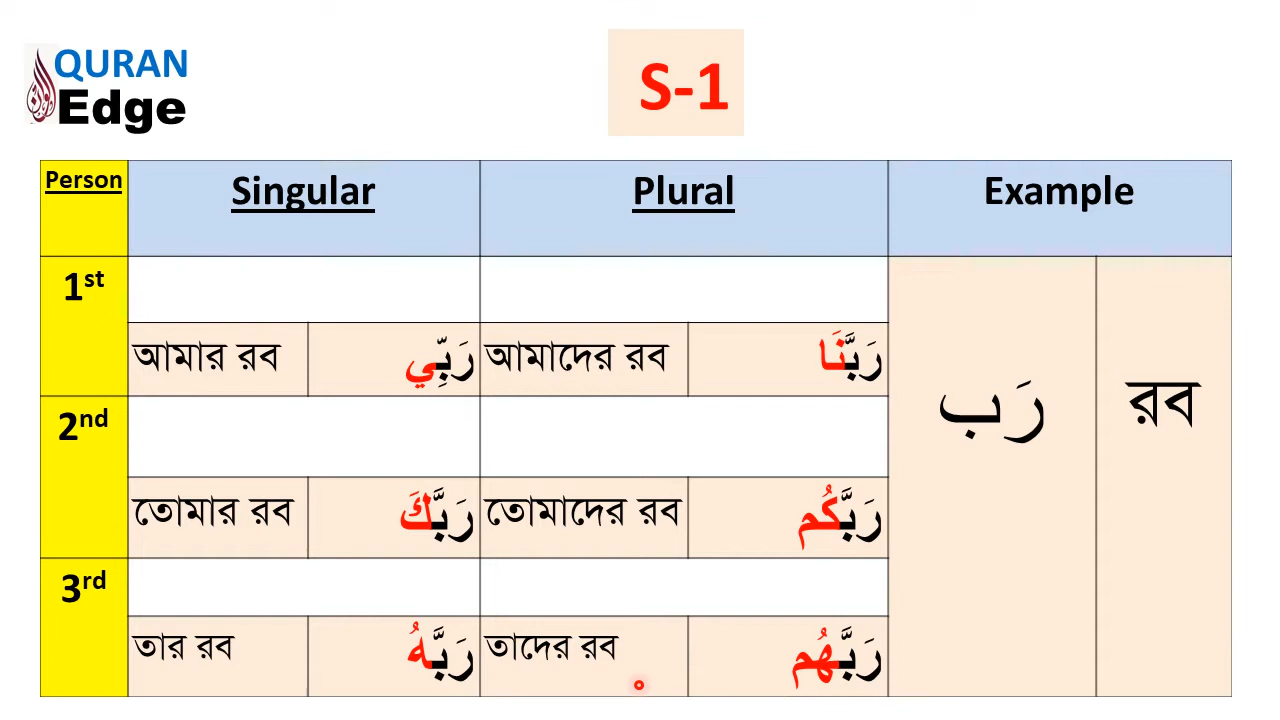 QURAN
Edge
S-1
Person Singular Plural Example
1st
আমার রব رَبِّي আমাদের রব رَبَّنَا
رَب রব
2nd
তোমার রব رَبَّكَ তোমাদের রব رَبَّكُم
3rd
তার রব رَبَّهُ তাদের রব رَبَّهُم